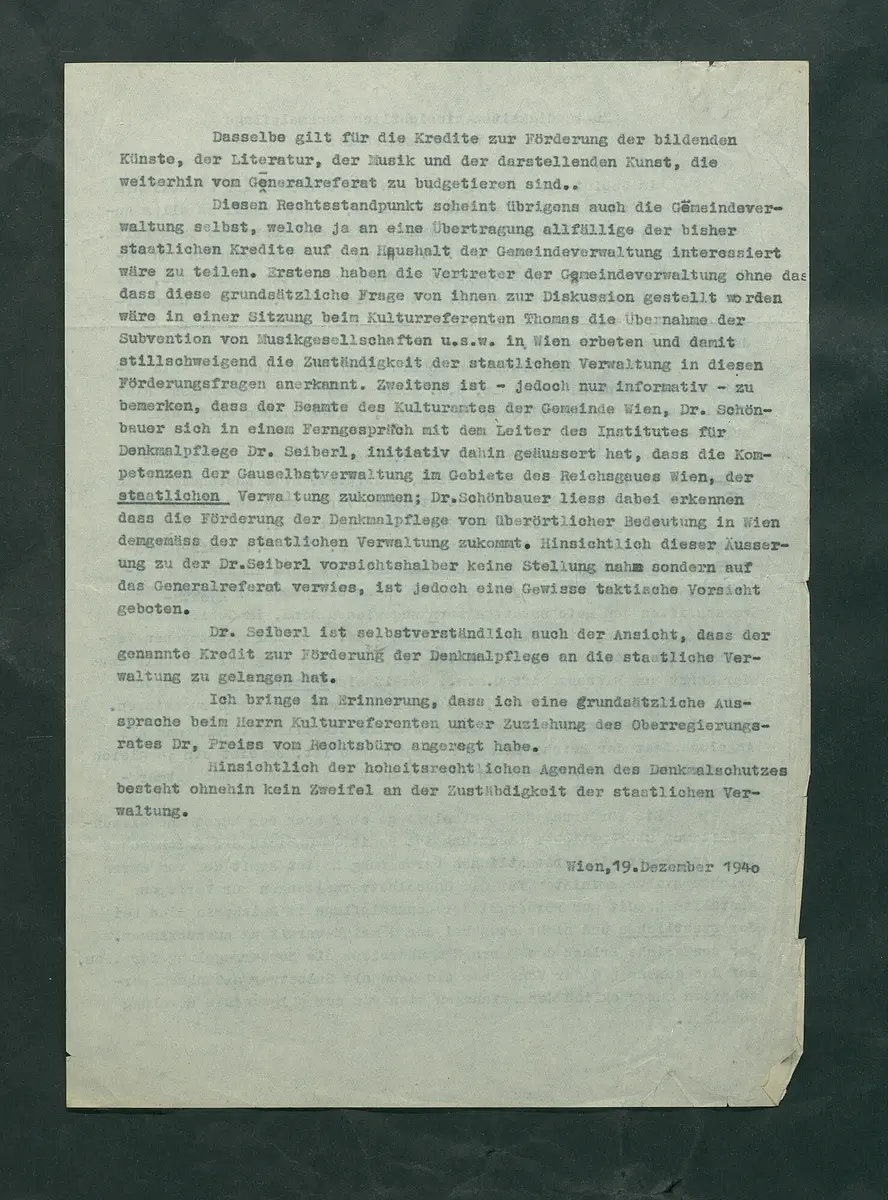 Dasselbe gilt für die Kredite zur Förderung der bildenden
Künste, der Literatur, der Musik und der darstellenden Kunst, die
weiterhin vom Generalreferat zu budgetieren sind..
Diesen Rechtsstandpunkt scheint übrigens auch die Gemeindever-
waltung selbst, welche ja an eine Übertragung allfällige der bisher
staatlichen Kredite auf den Haushalt der Gemeindeverwaltung interessiert
wäre zu teilen. Erstens haben die Vertreter der Gemeindeverwaltung ohne das
dass diese grundsätzliche Frage von ihnen zur Diskussion gestellt worden
wäre in einer Sitzung beim Kulturreferenten Thomas die Übernahme der
Subvention von Musikgesellschaften u.s.w. in Wien erbeten und damit
stillschweigend die Zuständigkeit der staatlichen Verwaltung in diesen
Förderungsfragen anerkannt. Zweitens ist - jedoch nur informativ - zu
bemerken, dass der Beamte des Kulturamtes der Gemeinde Wien, Dr. Schön-
bauer sich in einem Ferngespräch mit dem Leiter des Institutes für
Denkmalpflege Dr. Seiberl, initiativ dahin geäussert hat, dass die Kom-
petenzen der Gauselbstverwaltung im Gebiete des Reichsgaues Wien, der
staatlichen Verwaltung zukommen; Dr.Schönbauer liess dabei erkennen
dass die Förderung der Denkmalpflege von überörtlicher Bedeutung in Wien
demgemäss der staatlichen Verwaltung zukommt. Hinsichtlich dieser Äusser-
ung zu der Dr.Seiberl vorsichtshalber keine Stellung nahm sondern auf
das Generalreferat verwies, ist jedoch eine Gewisse taktische Vorsicht
geboten.
Dr. Seiberl ist selbstverständlich auch der Ansicht, dass der
genannte Kredit zur Förderung der Denkmalpflege an die staatliche Ver-
waltung zu gelangen hat.
Ich bringe in Erinnerung, dass ich eine grundsätzliche Aus-
sprache beim Herrn Kulturreferenten unter Zuziehung des Oberregierungs-
rates Dr, Preiss vom Rechtsbüro angeregt habe.
Hinsichtlich der hoheitsrechtlichen Agenden des Denkmalschutzes
besteht ohnehin kein Zweifel an der Zustäbdigkeit der staatlichen Ver-
waltung.
Wien,19.Dezember 1940